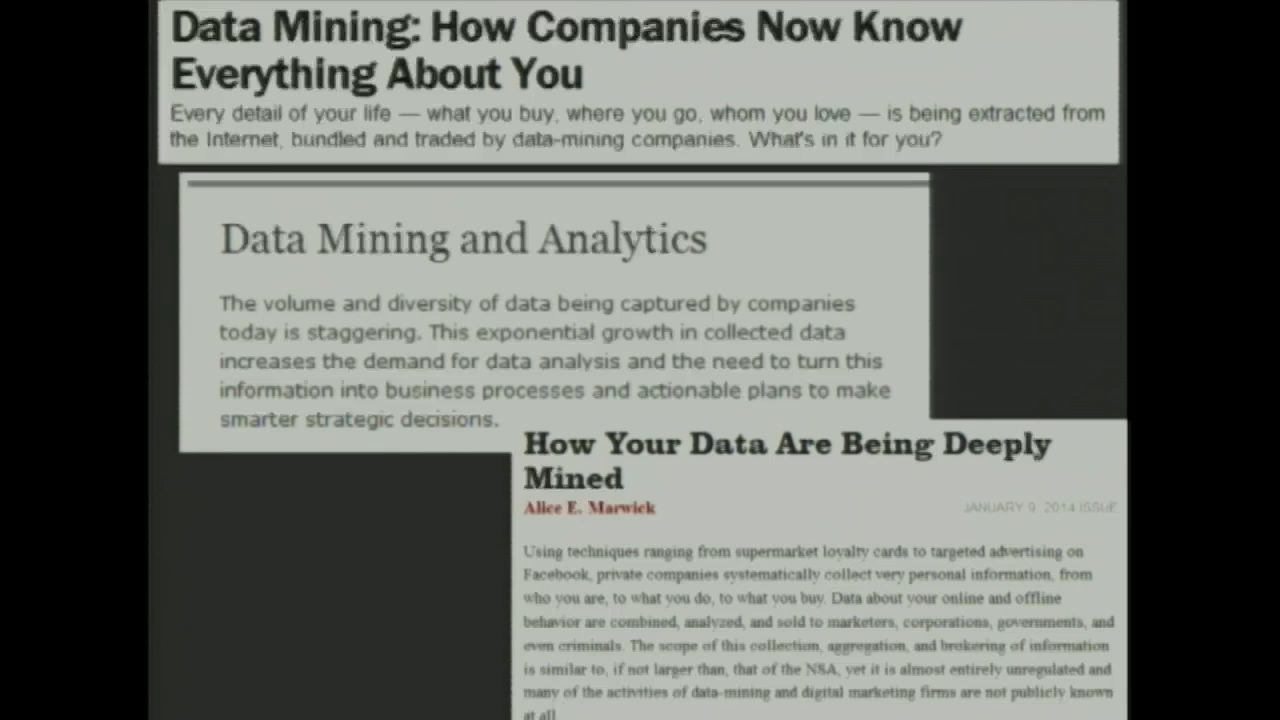 Data Mining: How Companies Now Know
Everything About You
Every detail of your life — what you buy, where you go, whom you love — is being extracted from
the Internet, bundled and traded by data-mining companies. What's in it for you?
Data Mining and Analytics
The volume and diversity of data being captured by companies
today is staggering. This exponential growth in collected data
increases the demand for data analysis and the need to turn this
information into business processes and actionable plans to make
smarter strategic decisions.
How Your Data Are Being Deeply
Mined
Alice E. Marwick
JANUARY 9, 2014 ISSUE
Using techniques ranging from supermarket loyalty cards to targeted advertising on
Facebook, private companies systematically collect very personal information, from
who you are, to what you do, to what you buy. Data about your online and offline
behavior are combined, analyzed, and sold to marketers, corporations, governments, and
even criminals. The scope of this collection, aggregation, and brokering of information
is similar to, if not larger than, that of the NSA, yet it is almost entirely unregulated and
many of the activities of data-mining and digital marketing firms are not publicly known
at all.